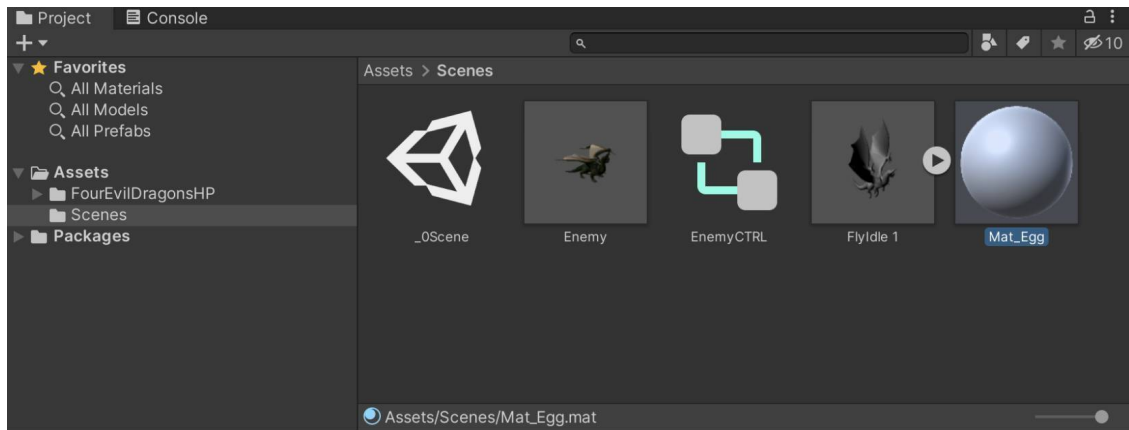 Project
Console
10
Favorites
All Materials
All Models
All Prefabs
Assets
FourEvilDragonsHP
Scenes
Packages
Assets > Scenes
_0Scene
Enemy
EnemyCTRL
FlyIdle 1
Mat_Egg
Assets/Scenes/Mat_Egg.mat